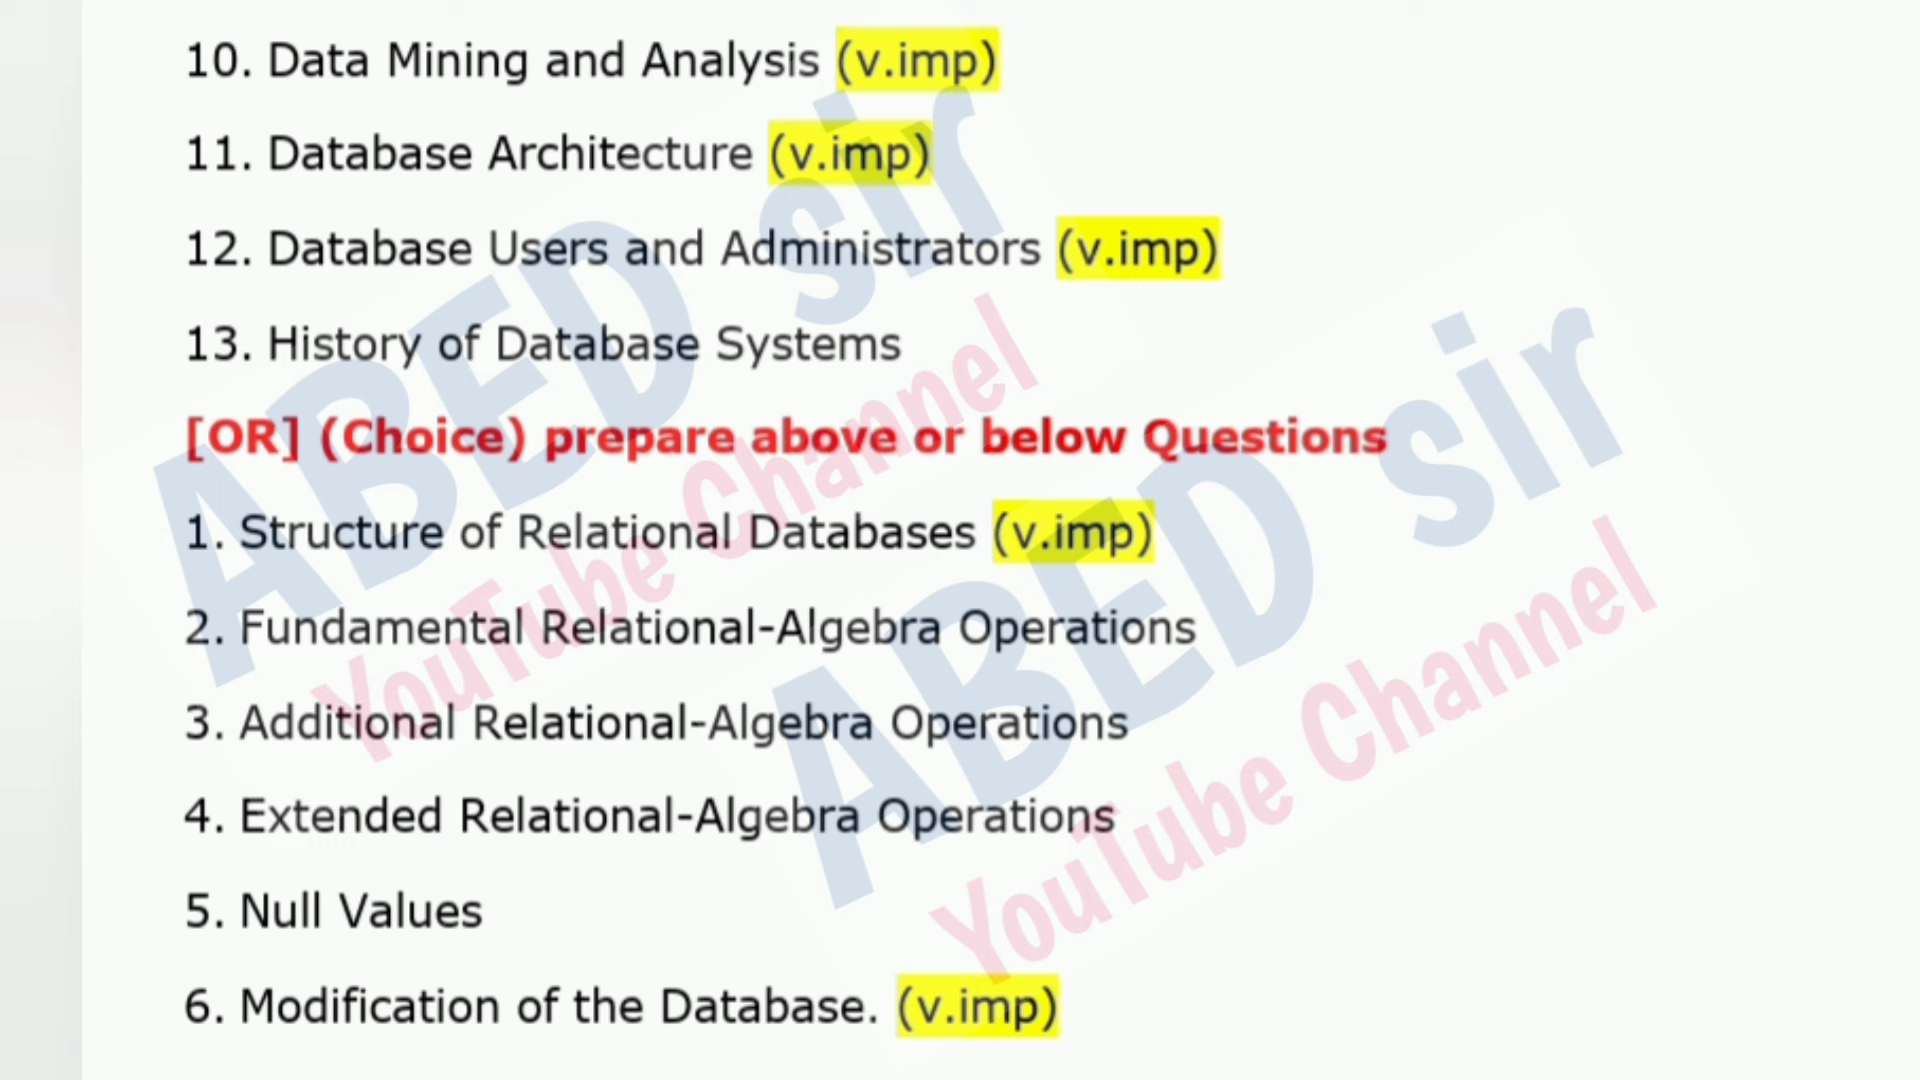 10. Data Mining and Analysis (v.imp)
11. Database Architecture (v.imp)
12. Database Users and Administrators (v.imp)
13. History of Database Systems
[OR] (Choice) prepare above or below Questions
1. Structure of Relational Databases (v.imp)
2. Fundamental Relational-Algebra Operations
3. Additional Relational-Algebra Operations
4. Extended Relational-Algebra Operations
5. Null Values
6. Modification of the Database. (v.imp)
ABED sir
YouTube Channel
ABED sir
YouTube Channel